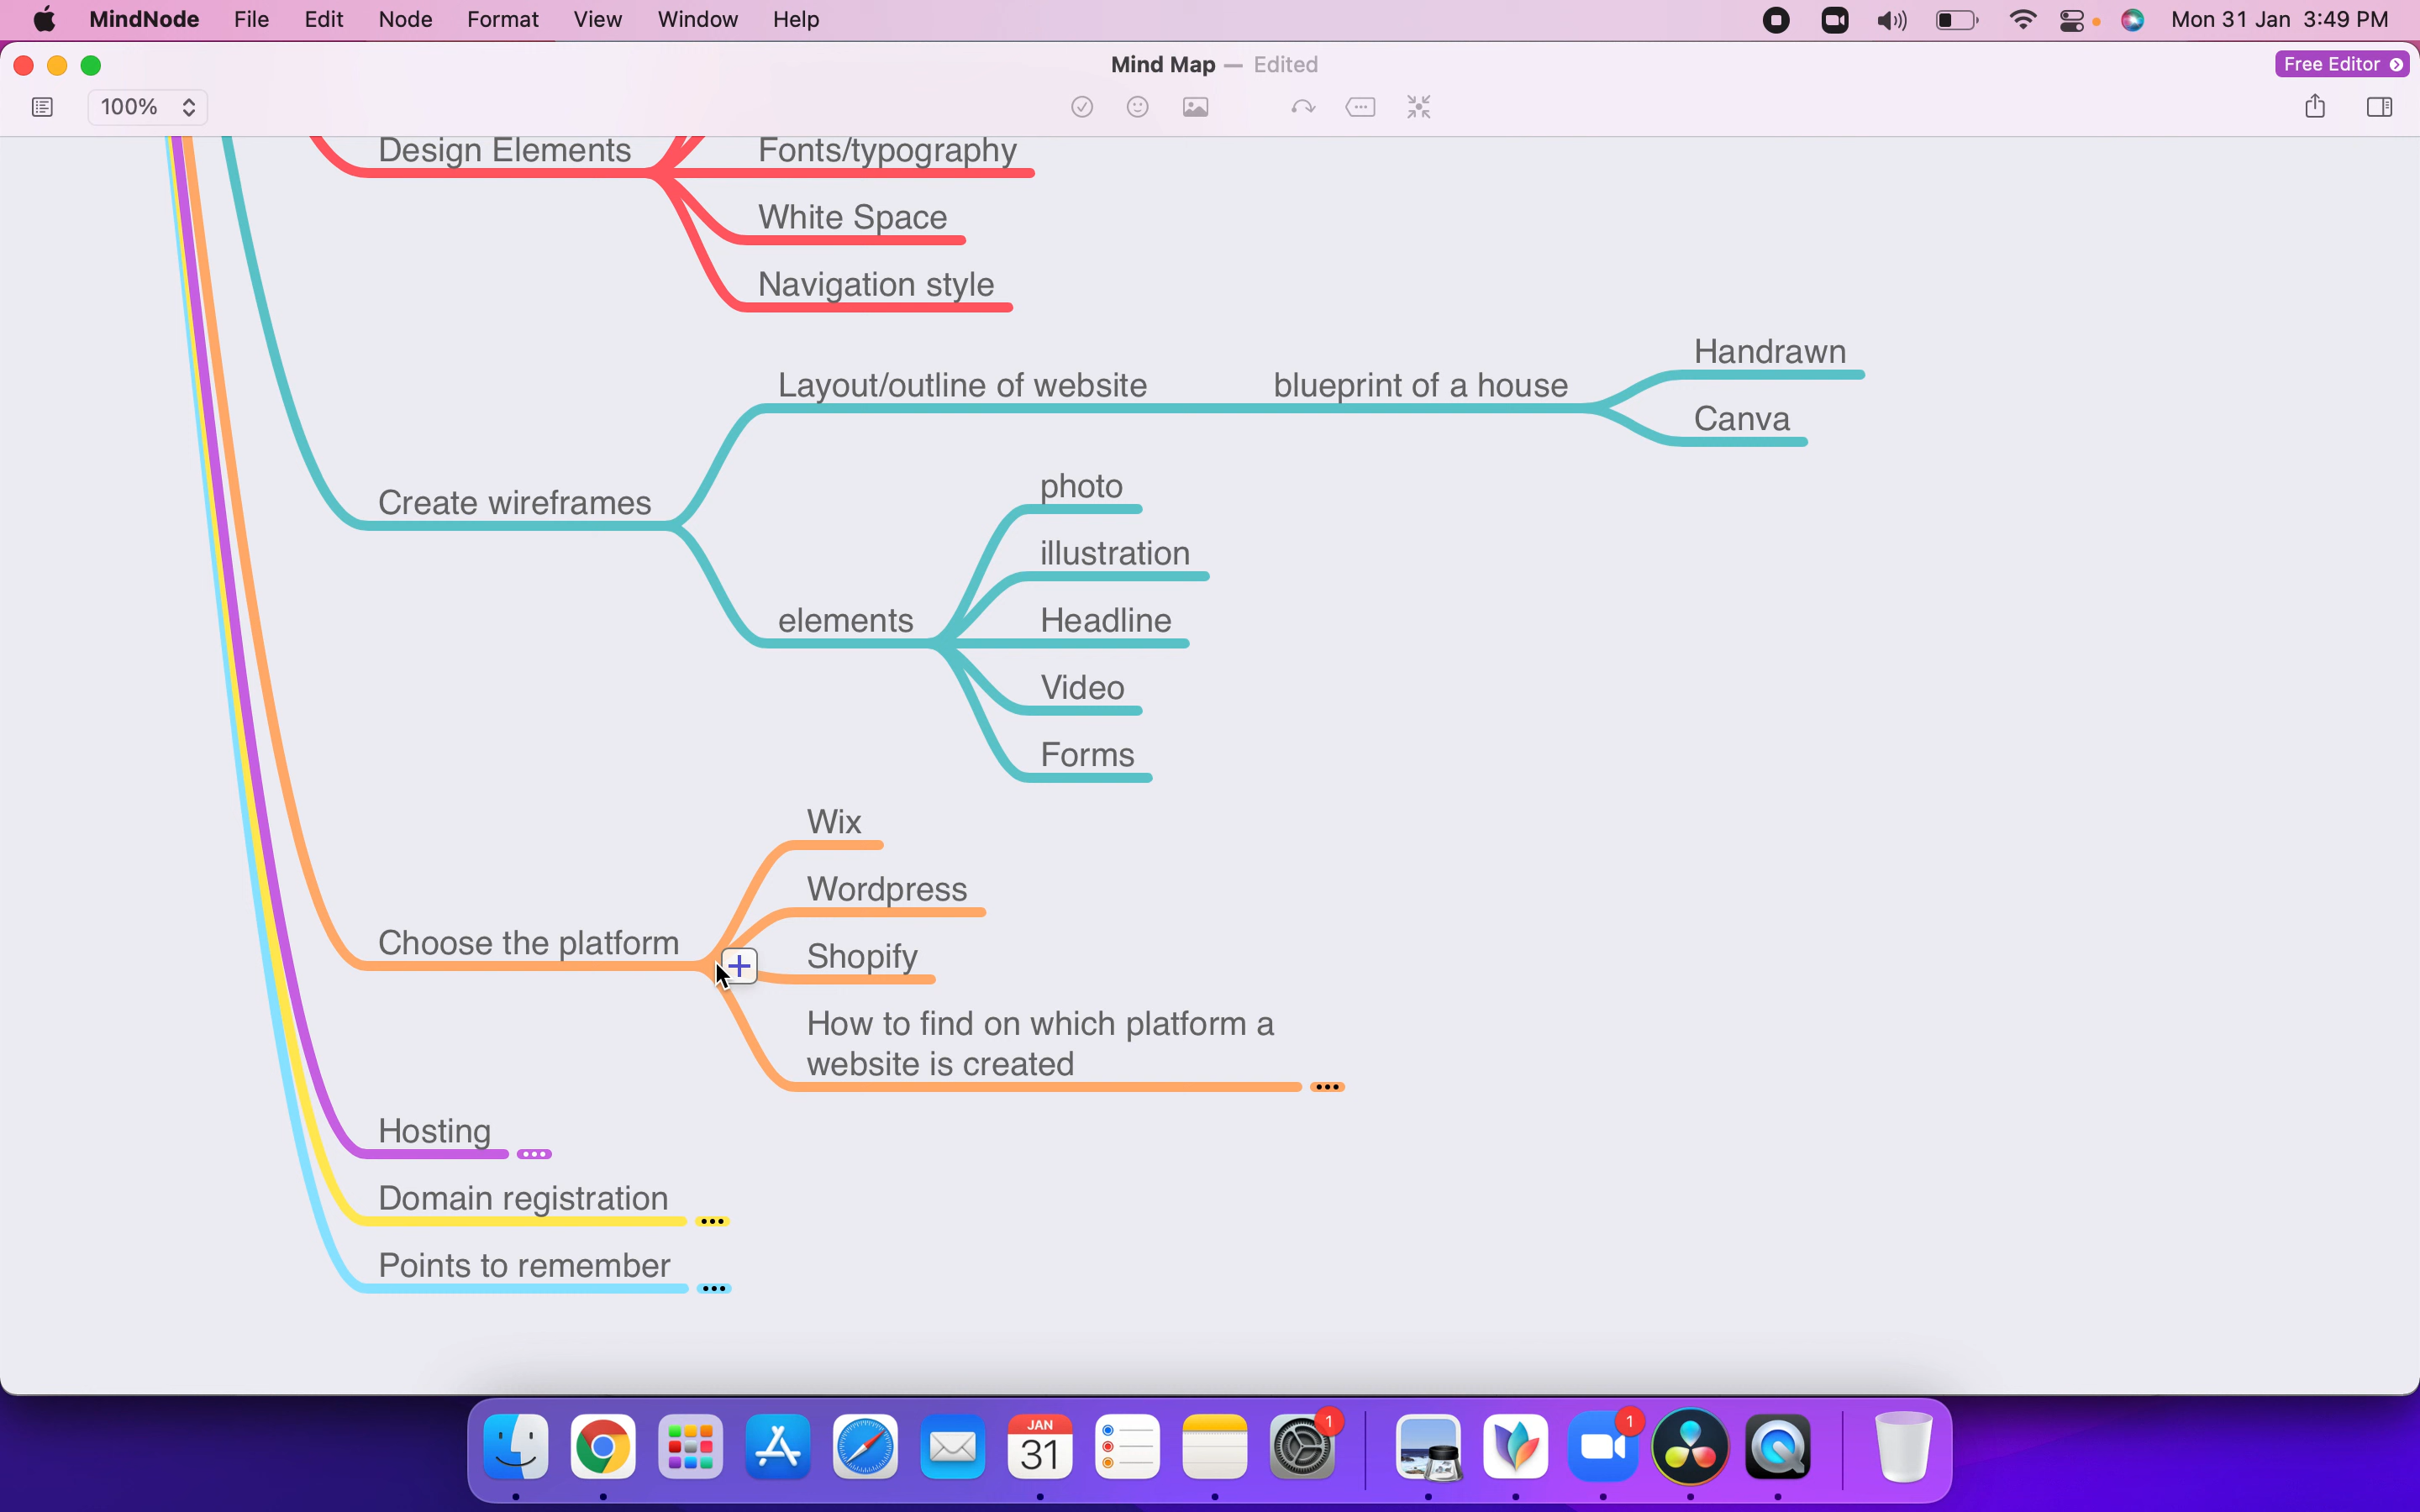 MindNode File Edit Node Format View Window Help Mon 31 Jan 3:49 PM
Mind Map — Edited
Free Editor
100%
Design Elements
Fonts/typography
White Space
Navigation style
Create wireframes
Layout/outline of website
blueprint of a house
Handrawn
Canva
elements
photo
illustration
Headline
Video
Forms
Choose the platform
Wix
Wordpress
Shopify
How to find on which platform a
website is created
Hosting
Domain registration
Points to remember
JAN
31
1
1